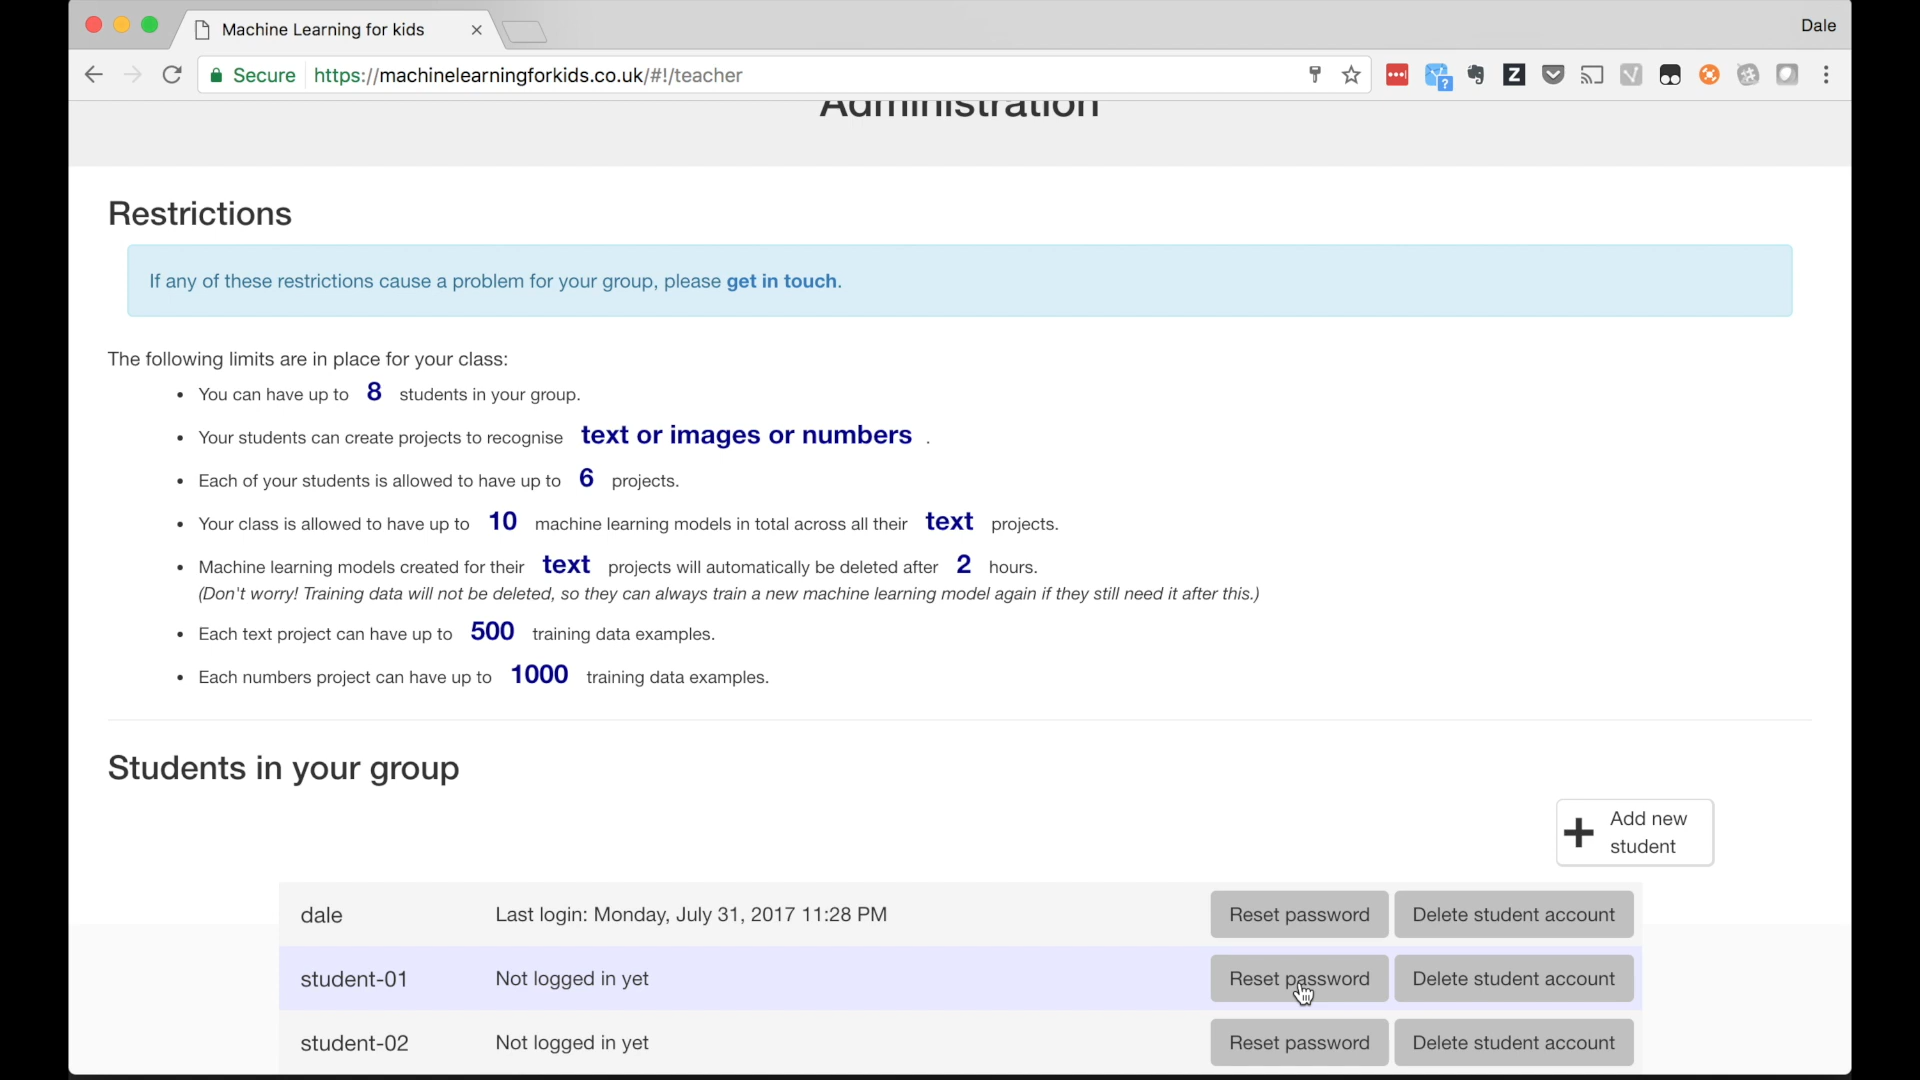 Machine Learning for kids
Dale
Secure https://machinelearningforkids.co.uk/#!/teacher
Administration
Restrictions
If any of these restrictions cause a problem for your group, please get in touch.
The following limits are in place for your class:
• You can have up to 8 students in your group.
• Your students can create projects to recognise text or images or numbers .
• Each of your students is allowed to have up to 6 projects.
• Your class is allowed to have up to 10 machine learning models in total across all their text projects.
• Machine learning models created for their text projects will automatically be deleted after 2 hours.
(Don't worry! Training data will not be deleted, so they can always train a new machine learning model again if they still need it after this.)
• Each text project can have up to 500 training data examples.
• Each numbers project can have up to 1000 training data examples.
Students in your group
Add new
student
dale Last login: Monday, July 31, 2017 11:28 PM Reset password Delete student account
student-01 Not logged in yet Reset password Delete student account
student-02 Not logged in yet Reset password Delete student account